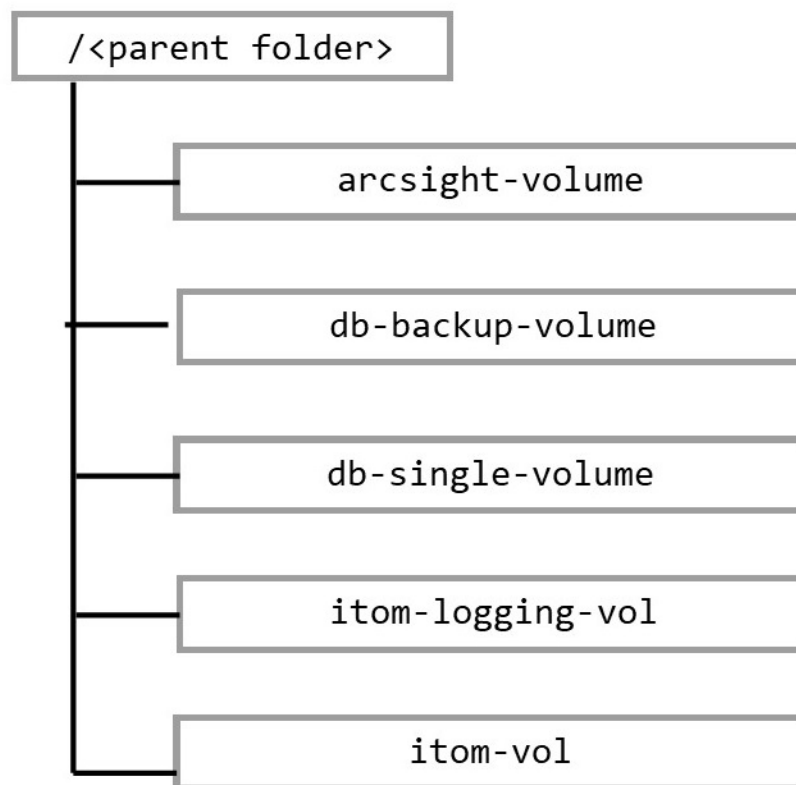 /<parent folder>
arcsight-volume
db-backup-volume
db-single-volume
itom-logging-vol
itom-vol